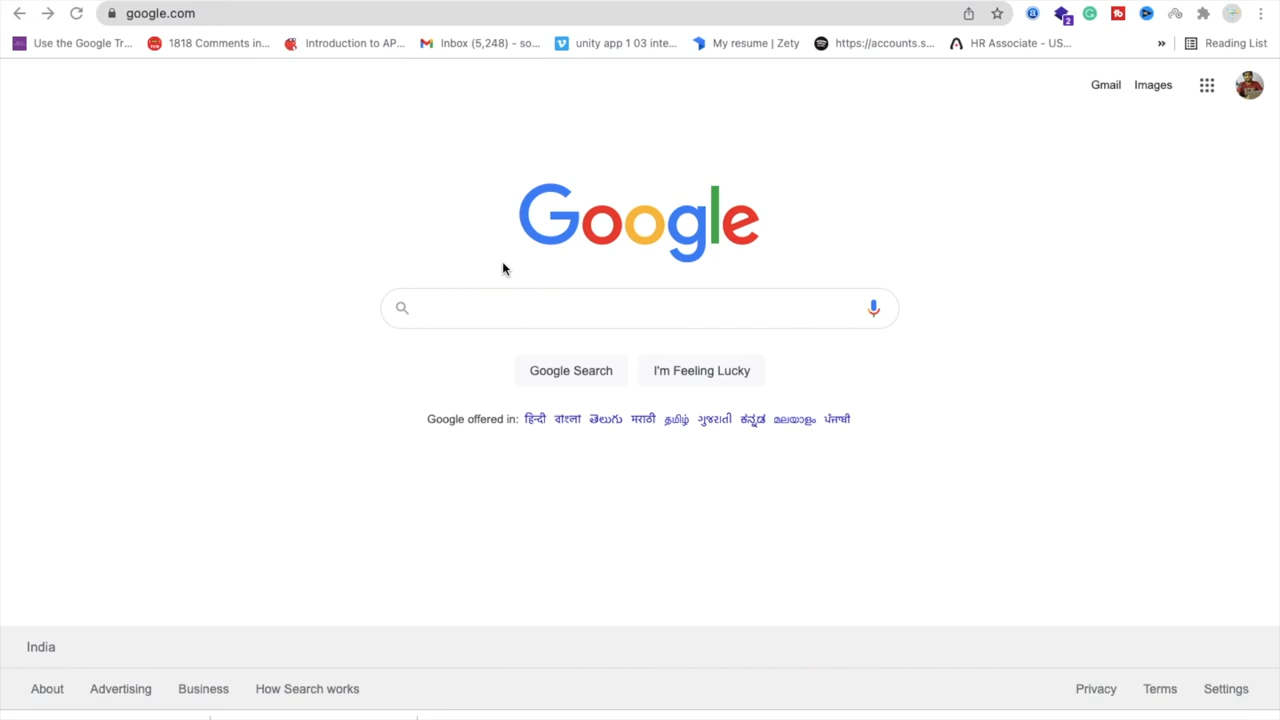 google.com
2
Use the Google Tr... 1818 Comments in... Introduction to AP... Inbox (5,248) - so... unity app 1 03 inte... My resume | Zety https://accounts.s... HR Associate - US... » Reading List
Gmail Images
Google
Google Search I'm Feeling Lucky
Google offered in: हिन्दी বাংলা తెలుగు मराठी தமிழ் ગુજરાતી ಕನ್ನಡ മലയാളം ਪੰਜਾਬੀ
India
About Advertising Business How Search works Privacy Terms Settings